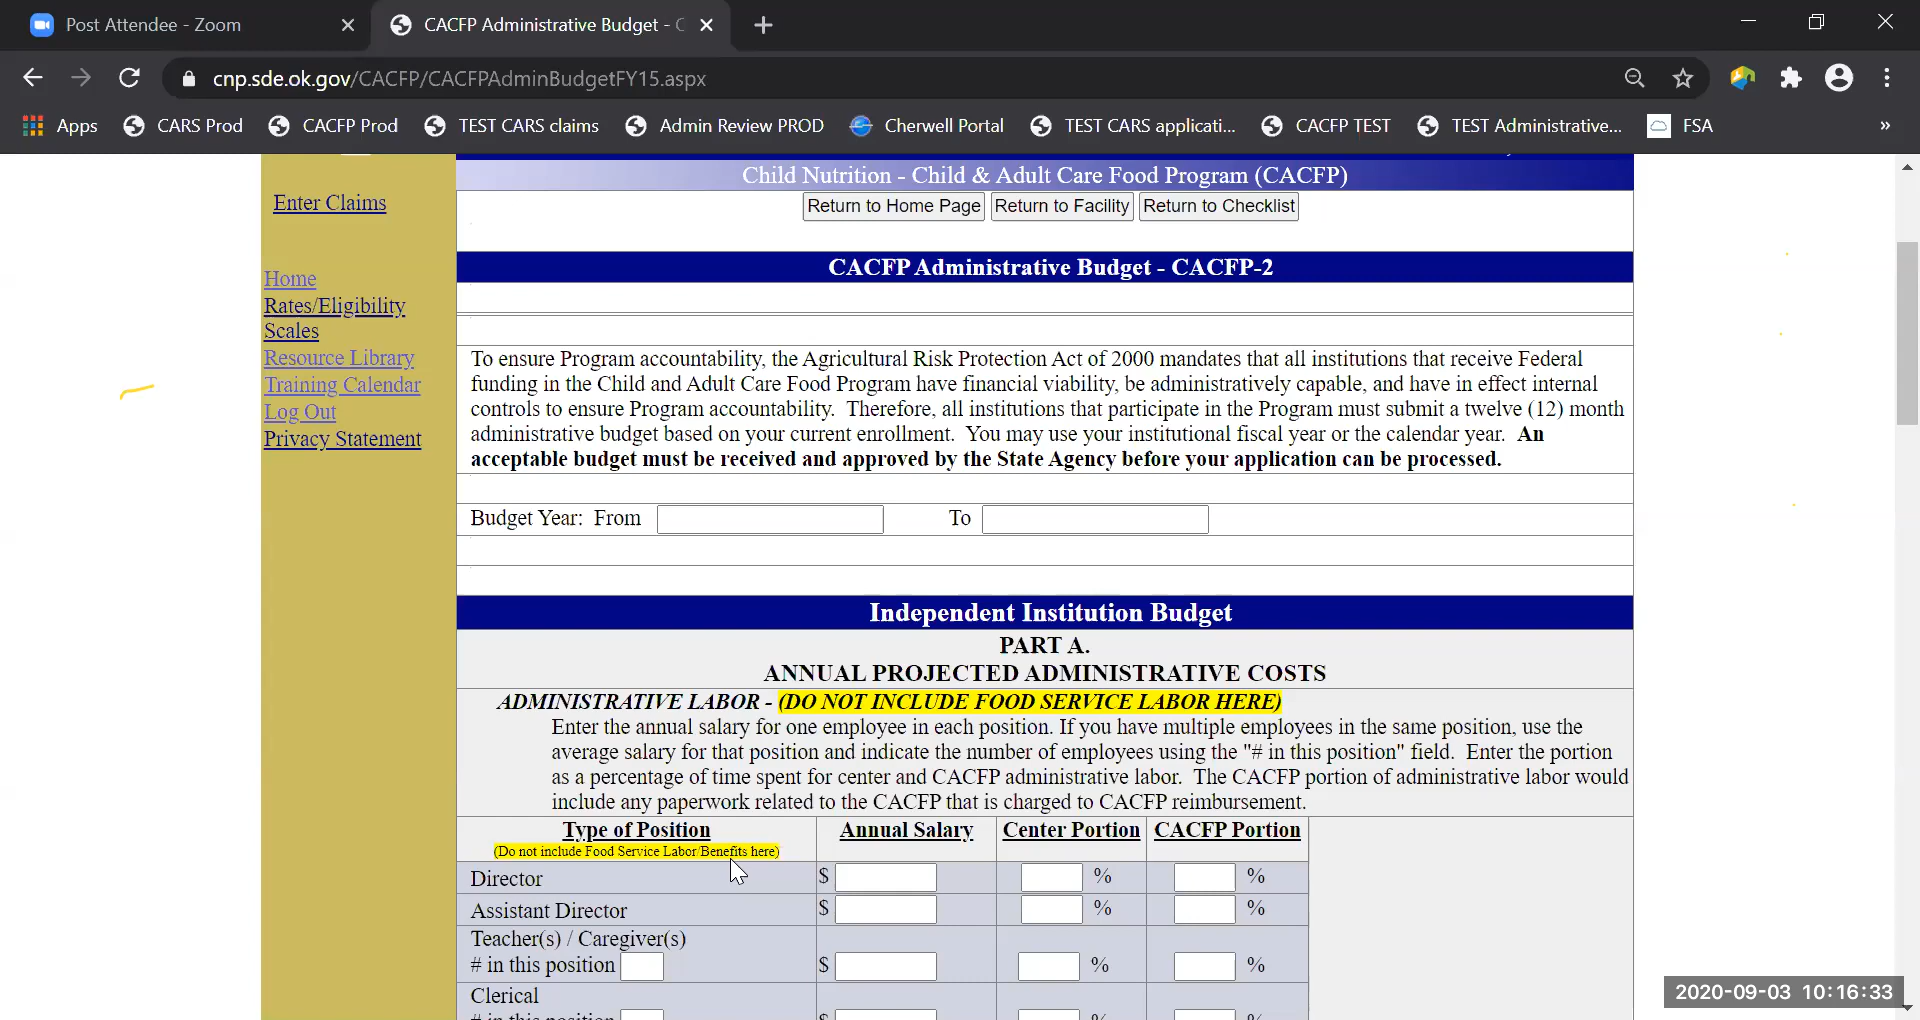 Post Attendee - Zoom
CACFP Administrative Budget - C
cnp.sde.ok.gov/CACFP/CACFPAdminBudgetFY15.aspx
Apps CARS Prod CACFP Prod TEST CARS claims Admin Review PROD Cherwell Portal TEST CARS applicati... CACFP TEST TEST Administrative... FSA »
Child Nutrition - Child & Adult Care Food Program (CACFP)
Return to Home Page Return to Facility Return to Checklist
Enter Claims
Home
Rates/Eligibility
Scales
Resource Library
Training Calendar
Log Out
Privacy Statement
CACFP Administrative Budget - CACFP-2
To ensure Program accountability, the Agricultural Risk Protection Act of 2000 mandates that all institutions that receive Federal
funding in the Child and Adult Care Food Program have financial viability, be administratively capable, and have in effect internal
controls to ensure Program accountability. Therefore, all institutions that participate in the Program must submit a twelve (12) month
administrative budget based on your current enrollment. You may use your institutional fiscal year or the calendar year. An
acceptable budget must be received and approved by the State Agency before your application can be processed.
Budget Year: From To
Independent Institution Budget
PART A.
ANNUAL PROJECTED ADMINISTRATIVE COSTS
ADMINISTRATIVE LABOR - (DO NOT INCLUDE FOOD SERVICE LABOR HERE)
Enter the annual salary for one employee in each position. If you have multiple employees in the same position, use the
average salary for that position and indicate the number of employees using the "# in this position" field. Enter the portion
as a percentage of time spent for center and CACFP administrative labor. The CACFP portion of administrative labor would
include any paperwork related to the CACFP that is charged to CACFP reimbursement.
Type of Position Annual Salary Center Portion CACFP Portion
(Do not include Food Service Labor/Benefits here)
Director $ % %
Assistant Director $ % %
Teacher(s) / Caregiver(s)
# in this position $ % %
Clerical
# in this position $ % %
2020-09-03 10:16:33